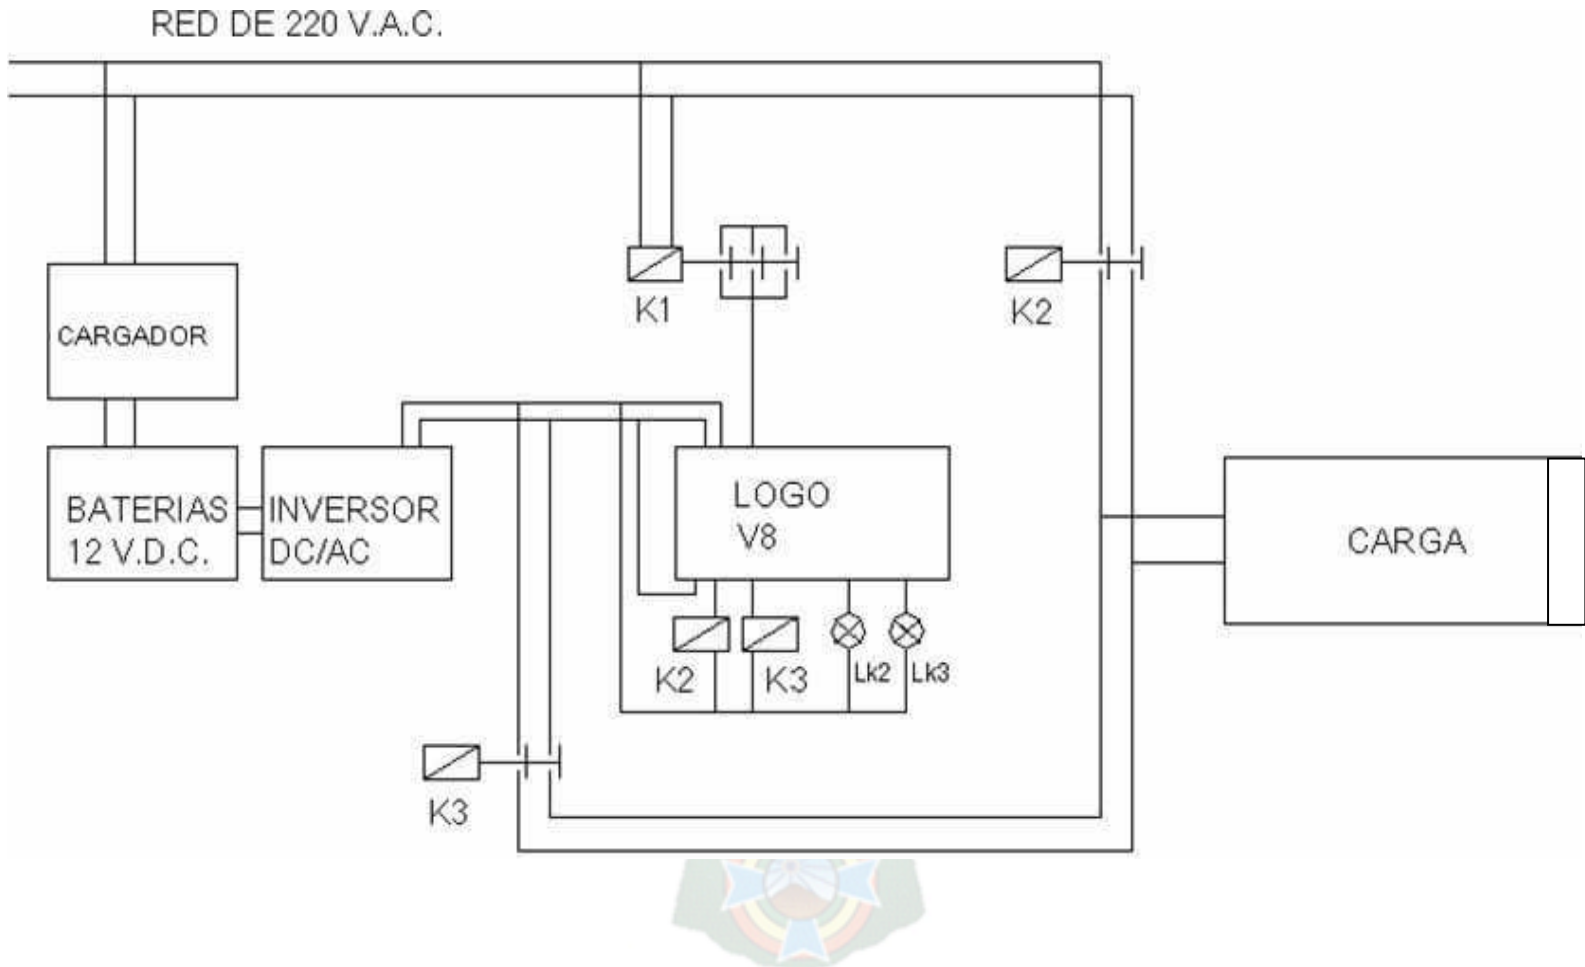 RED DE 220 V.A.C.
K1
K2
CARGADOR
BATERIAS
12 V.D.C.
INVERSOR
DC/AC
LOGO
V8
CARGA
K2
K3
Lk2
Lk3
K3